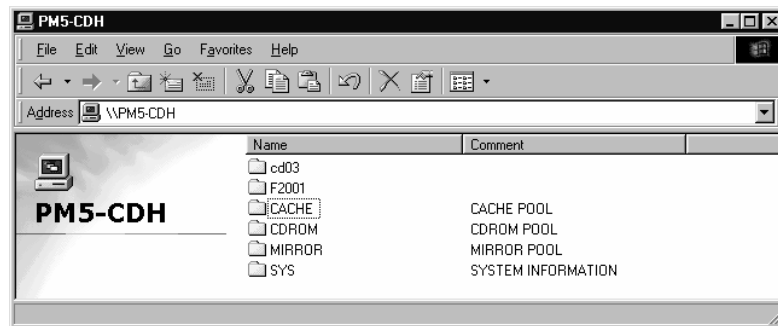 PM5-CDH
File Edit View Go Favorites Help
Address \\PM5-CDH
Name Comment
PM5-CDH
cd03
F2001
CACHE CACHE POOL
CDROM CDROM POOL
MIRROR MIRROR POOL
SYS SYSTEM INFORMATION